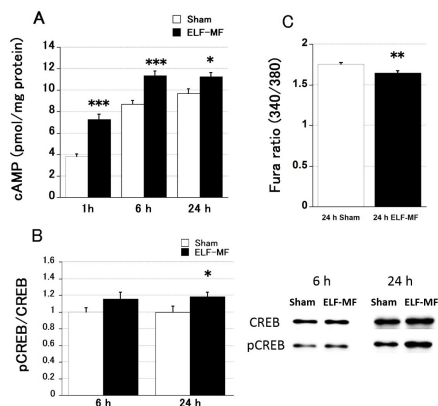 A
Sham
ELF-MF
cAMP (pmol/mg protein)
14
12
10
8
6
4
2
0
***
***
*
1h
6 h
24 h
C
Fura ratio (340/380)
2
1.5
1
0.5
0
**
24 h Sham
24 h ELF-MF
B
Sham
ELF-MF
pCREB/CREB
1.4
1.2
1
0.8
0.6
0.4
0.2
0
*
6 h
24 h
6 h
24 h
Sham ELF-MF
Sham ELF-MF
CREB
pCREB